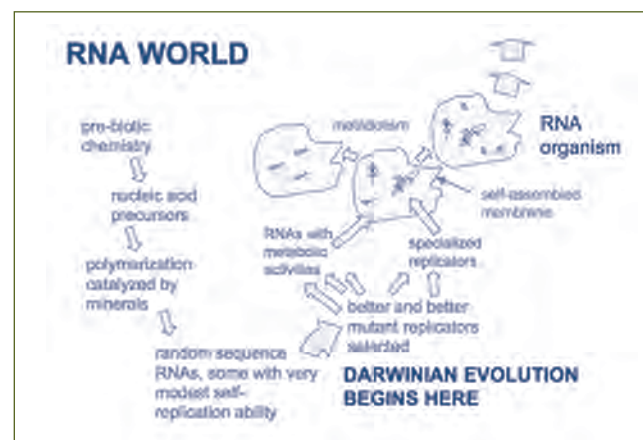 RNA WORLD
pre-biotic
chemistry
nucleic acid
precursors
polymerization
catalyzed by
minerals
random sequence
RNAs, some with very
modest self-
replication ability
DARWINIAN EVOLUTION
BEGINS HERE
better and better
mutant replicators
selected
RNAs with
metabolic
activities
specialized
replicators
metabolism
self-assembled
membrane
RNA
organism